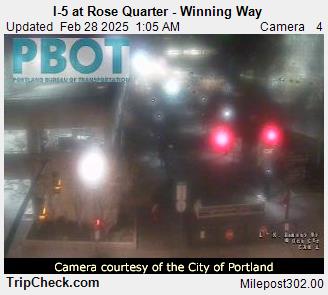 I-5 at Rose Quarter - Winning Way
Updated Feb 28 2025 1:05 AM Camera 4
PBOT
PORTLAND BUREAU OF TRANSPORTATION
Camera courtesy of the City of Portland
TripCheck.com Milepost302.00